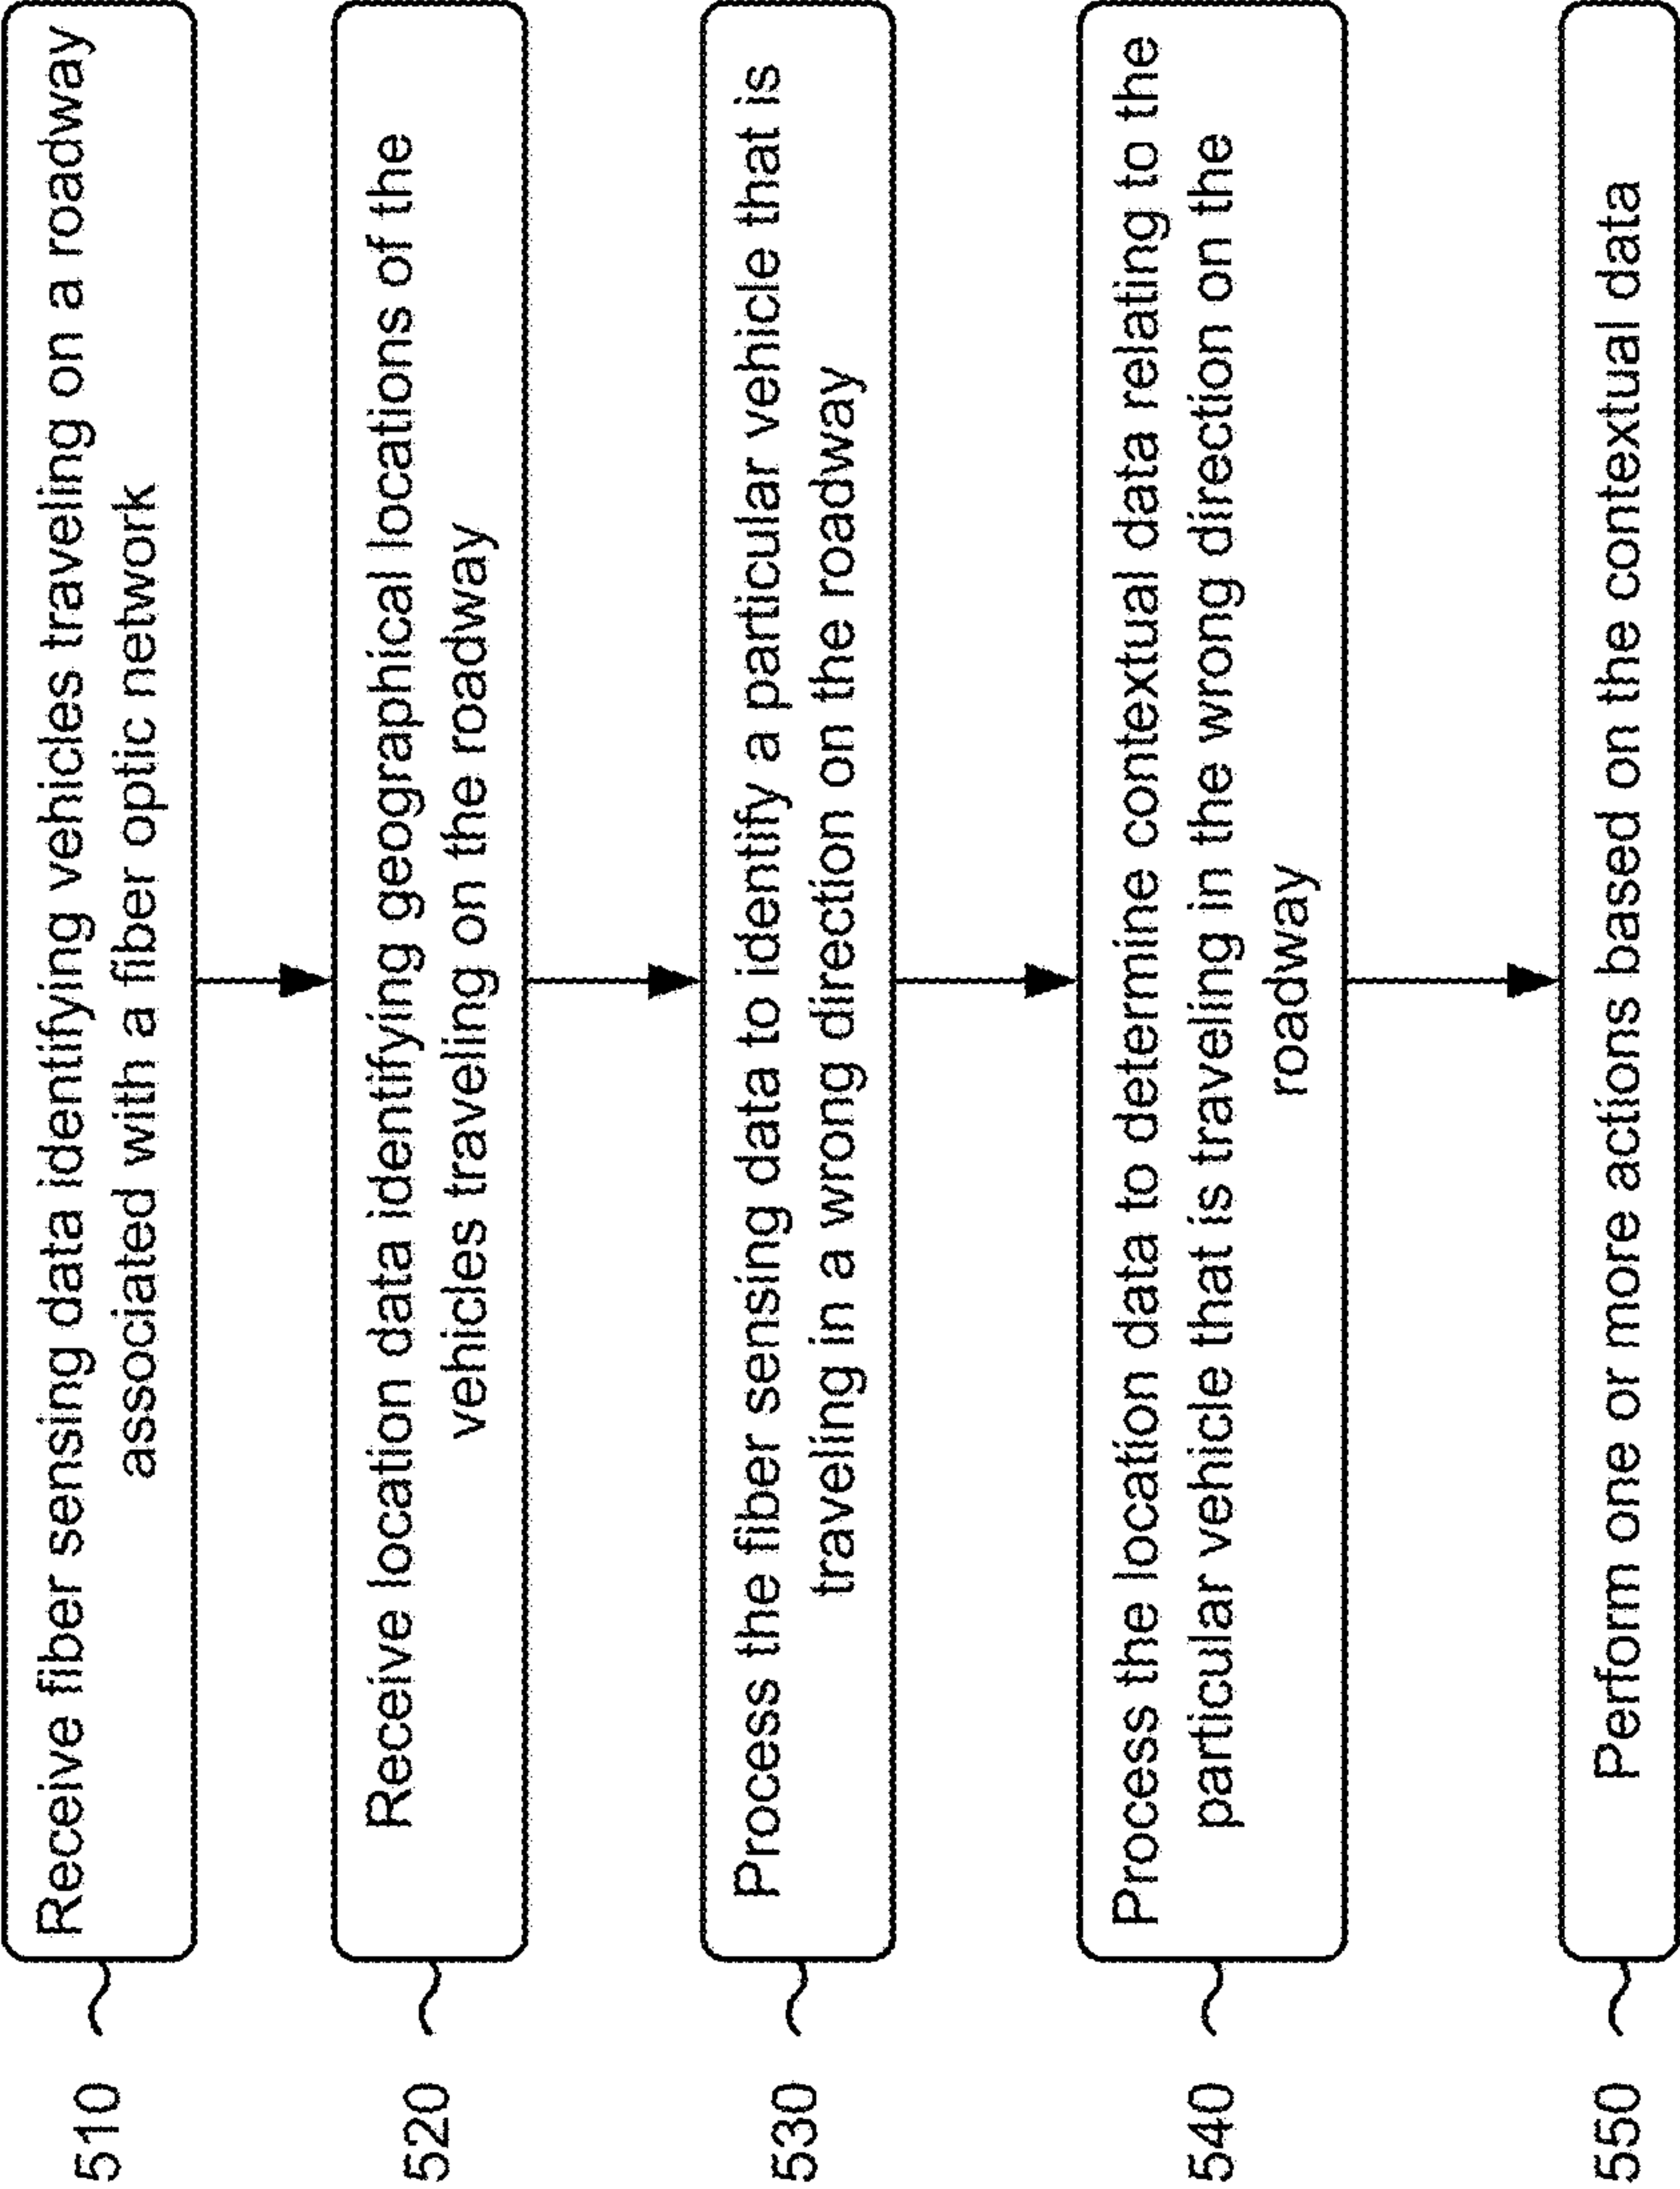 510
Receive fiber sensing data identifying vehicles traveling on a roadway
associated with a fiber optic network
520
Receive location data identifying geographical locations of the
vehicles traveling on the roadway
530
Process the fiber sensing data to identify a particular vehicle that is
traveling in a wrong direction on the roadway
540
Process the location data to determine contextual data relating to the
particular vehicle that is traveling in the wrong direction on the
roadway
550
Perform one or more actions based on the contextual data